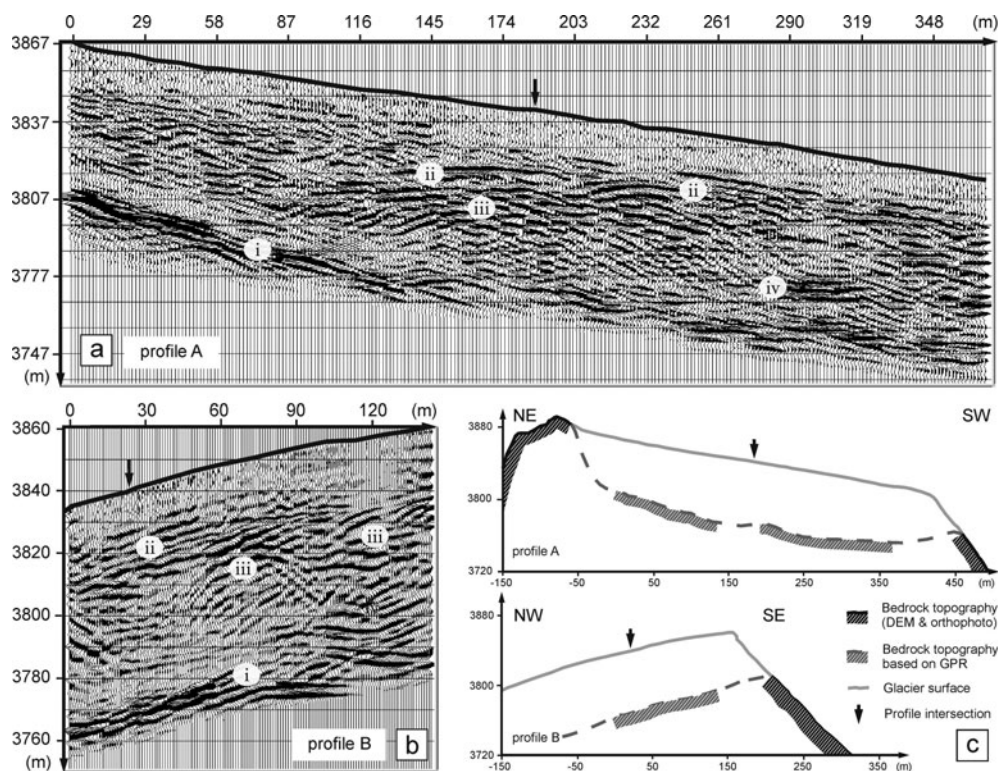 0 29 58 87 116 145 174 203 232 261 290 319 348 (m)
3867
3837
3807
3777
3747
(m)
ii
ii
iii
i
iv
a profile A
0 30 60 90 120 (m)
3860
3840
3820
3800
3780
3760
(m)
iii
ii
iii
i
profile B b
NE SW
3880
3800
3720
profile A
-150 -50 50 150 250 350 450 (m)
NW SE
3880
3800
3720
profile B
-150 -50 50 150 250 350 (m)
Bedrock topography
(DEM & orthophoto)
Bedrock topography
based on GPR
Glacier surface
Profile intersection
c